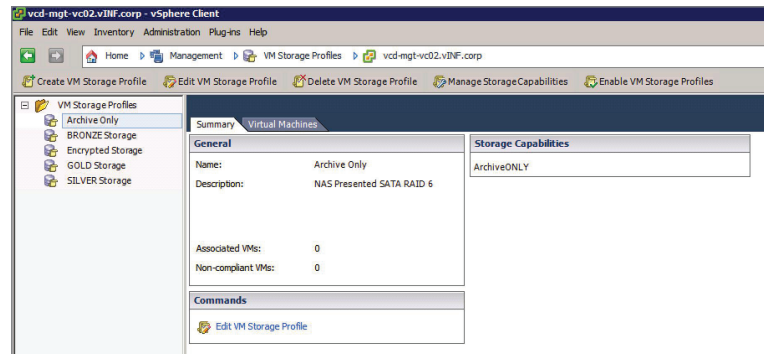 vcd-mgt-vc02.vINF.corp - vSphere Client
File Edit View Inventory Administration Plug-ins Help
Home Management VM Storage Profiles vcd-mgt-vc02.vINF.corp
Create VM Storage Profile Edit VM Storage Profile Delete VM Storage Profile Manage Storage Capabilities Enable VM Storage Profiles
VM Storage Profiles
Archive Only
BRONZE Storage
Encrypted Storage
GOLD Storage
SILVER Storage
Summary Virtual Machines
General
Name: Archive Only
Description: NAS Presented SATA RAID 6
Associated VMs: 0
Non-compliant VMs: 0
Commands
Edit VM Storage Profile
Storage Capabilities
ArchiveONLY